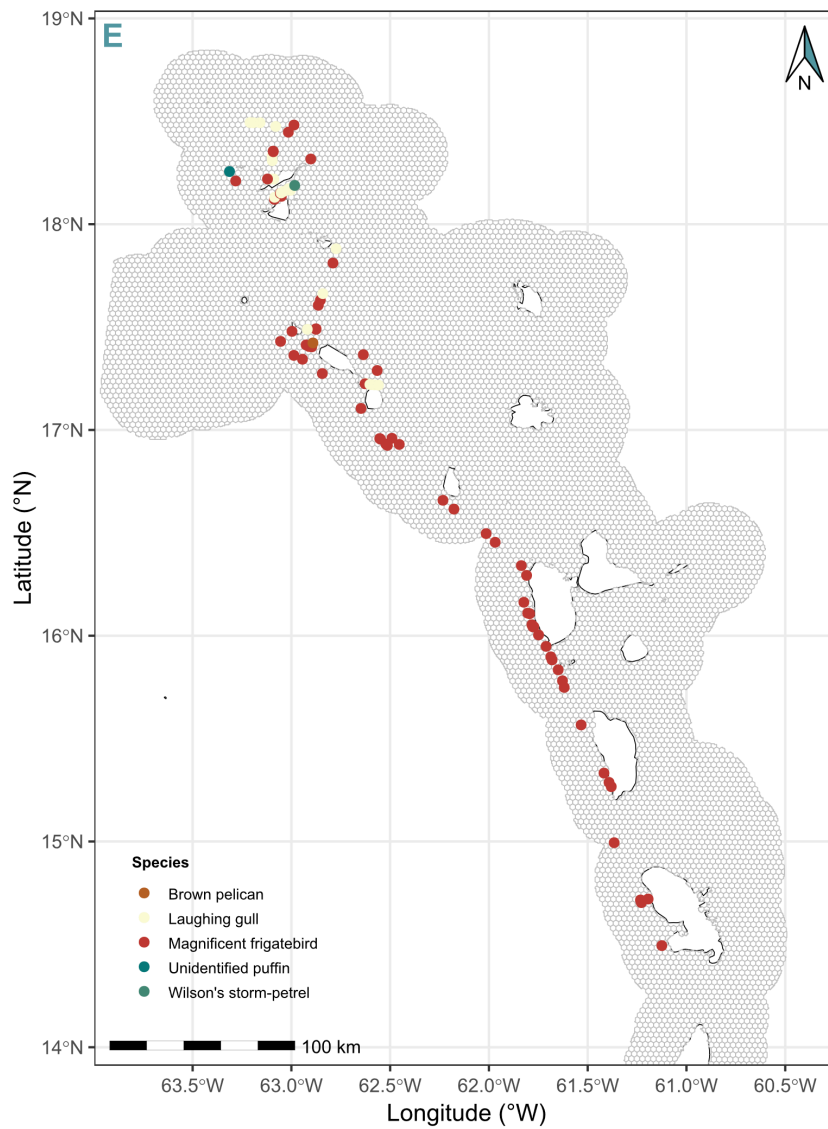 E
N
19°N
18°N
17°N
16°N
15°N
14°N
Latitude (°N)
Species
Brown pelican
Laughing gull
Magnificent frigatebird
Unidentified puffin
Wilson's storm-petrel
100 km
63.5°W 63.0°W 62.5°W 62.0°W 61.5°W 61.0°W 60.5°W
Longitude (°W)